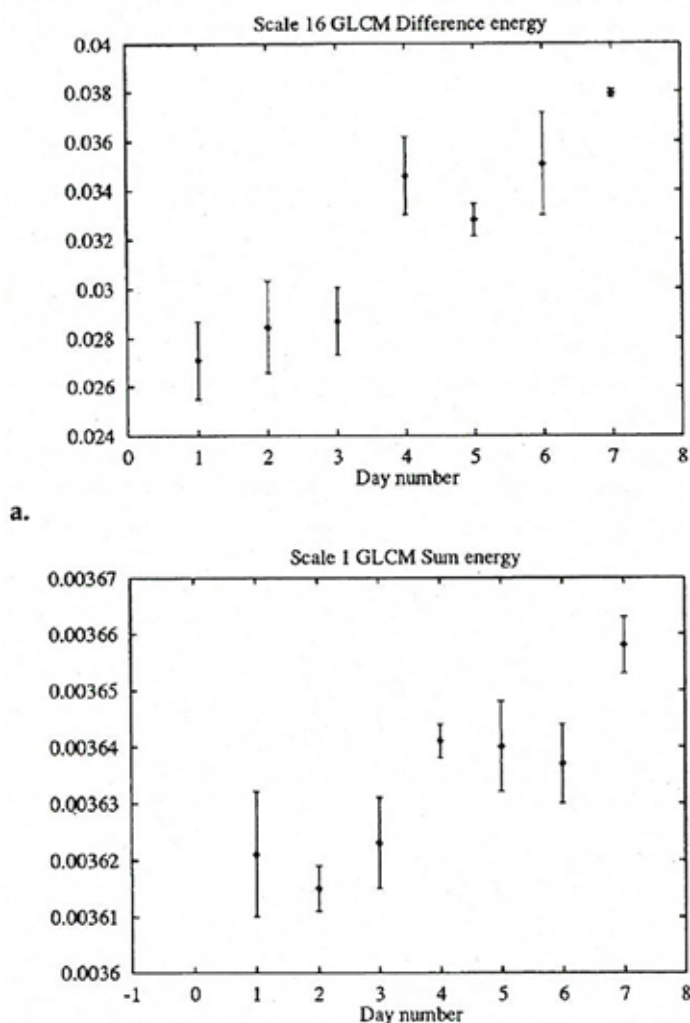 Scale 16 GLCM Difference energy
0.04
0.038
0.036
0.034
0.032
0.03
0.028
0.026
0.024
0 1 2 3 4 5 6 7 8
Day number
a.
Scale 1 GLCM Sum energy
0.00367
0.00366
0.00365
0.00364
0.00363
0.00362
0.00361
0.0036
-1 0 1 2 3 4 5 6 7 8
Day number